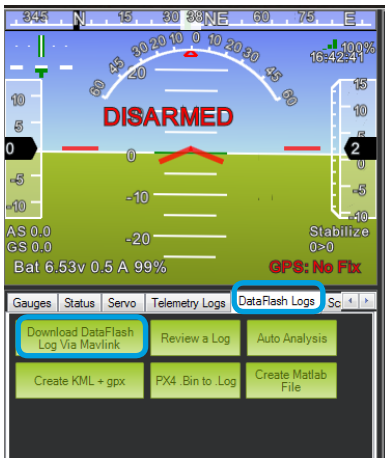 345 N 15 30 38 NE 60 75 E
60 30 20 10 0 10 20 30 60
100%
16:42:41
20
DISARMED
10 15
5 10
0 0 2
0
-5 -5
-10 -10 -10
AS 0.0 Stabilize
GS 0.0 -20 0>0
Bat 6.53v 0.5 A 99% GPS: No Fix
Gauges Status Servo Telemetry Logs DataFlash Logs Sc
Download DataFlash Review a Log Auto Analysis
Log Via Mavlink
Create KML + gpx PX4 .Bin to .Log Create Matlab
File